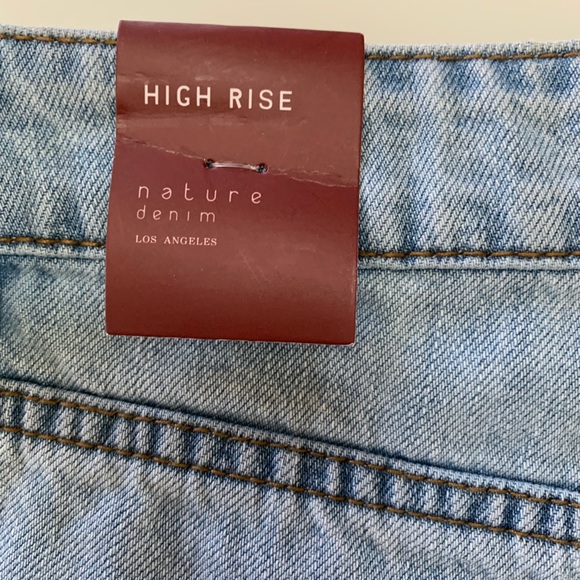 HIGH RISE
nature
denim
LOS ANGELES